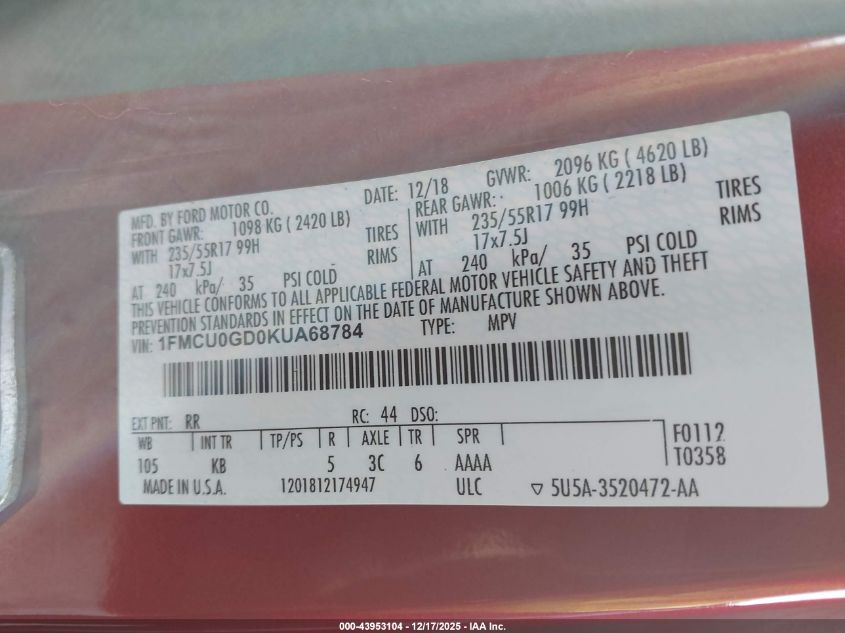 MFD. BY FORD MOTOR CO. DATE: 12/18 GVWR: 2096 KG ( 4620 LB)
FRONT GAWR: 1098 KG ( 2420 LB) REAR GAWR: 1006 KG ( 2218 LB)
WITH 235/55R17 99H TIRES WITH 235/55R17 99H TIRES
17x7.5J RIMS 17x7.5J RIMS
AT 240 kPa/ 35 PSI COLD AT 240 kPa/ 35 PSI COLD
THIS VEHICLE CONFORMS TO ALL APPLICABLE FEDERAL MOTOR VEHICLE SAFETY AND THEFT
PREVENTION STANDARDS IN EFFECT ON THE DATE OF MANUFACTURE SHOWN ABOVE.
VIN: 1FMCU0GD0KUA68784 TYPE: MPV
EXT PNT: RR RC: 44 DSO:
WB INT TR TP/PS R AXLE TR SPR F0112
105 KB 5 3C 6 AAAA T0358
MADE IN U.S.A. 1201812174947 ULC ▽ 5U5A-3520472-AA
000-43953104 - 12/17/2025 - IAA Inc.